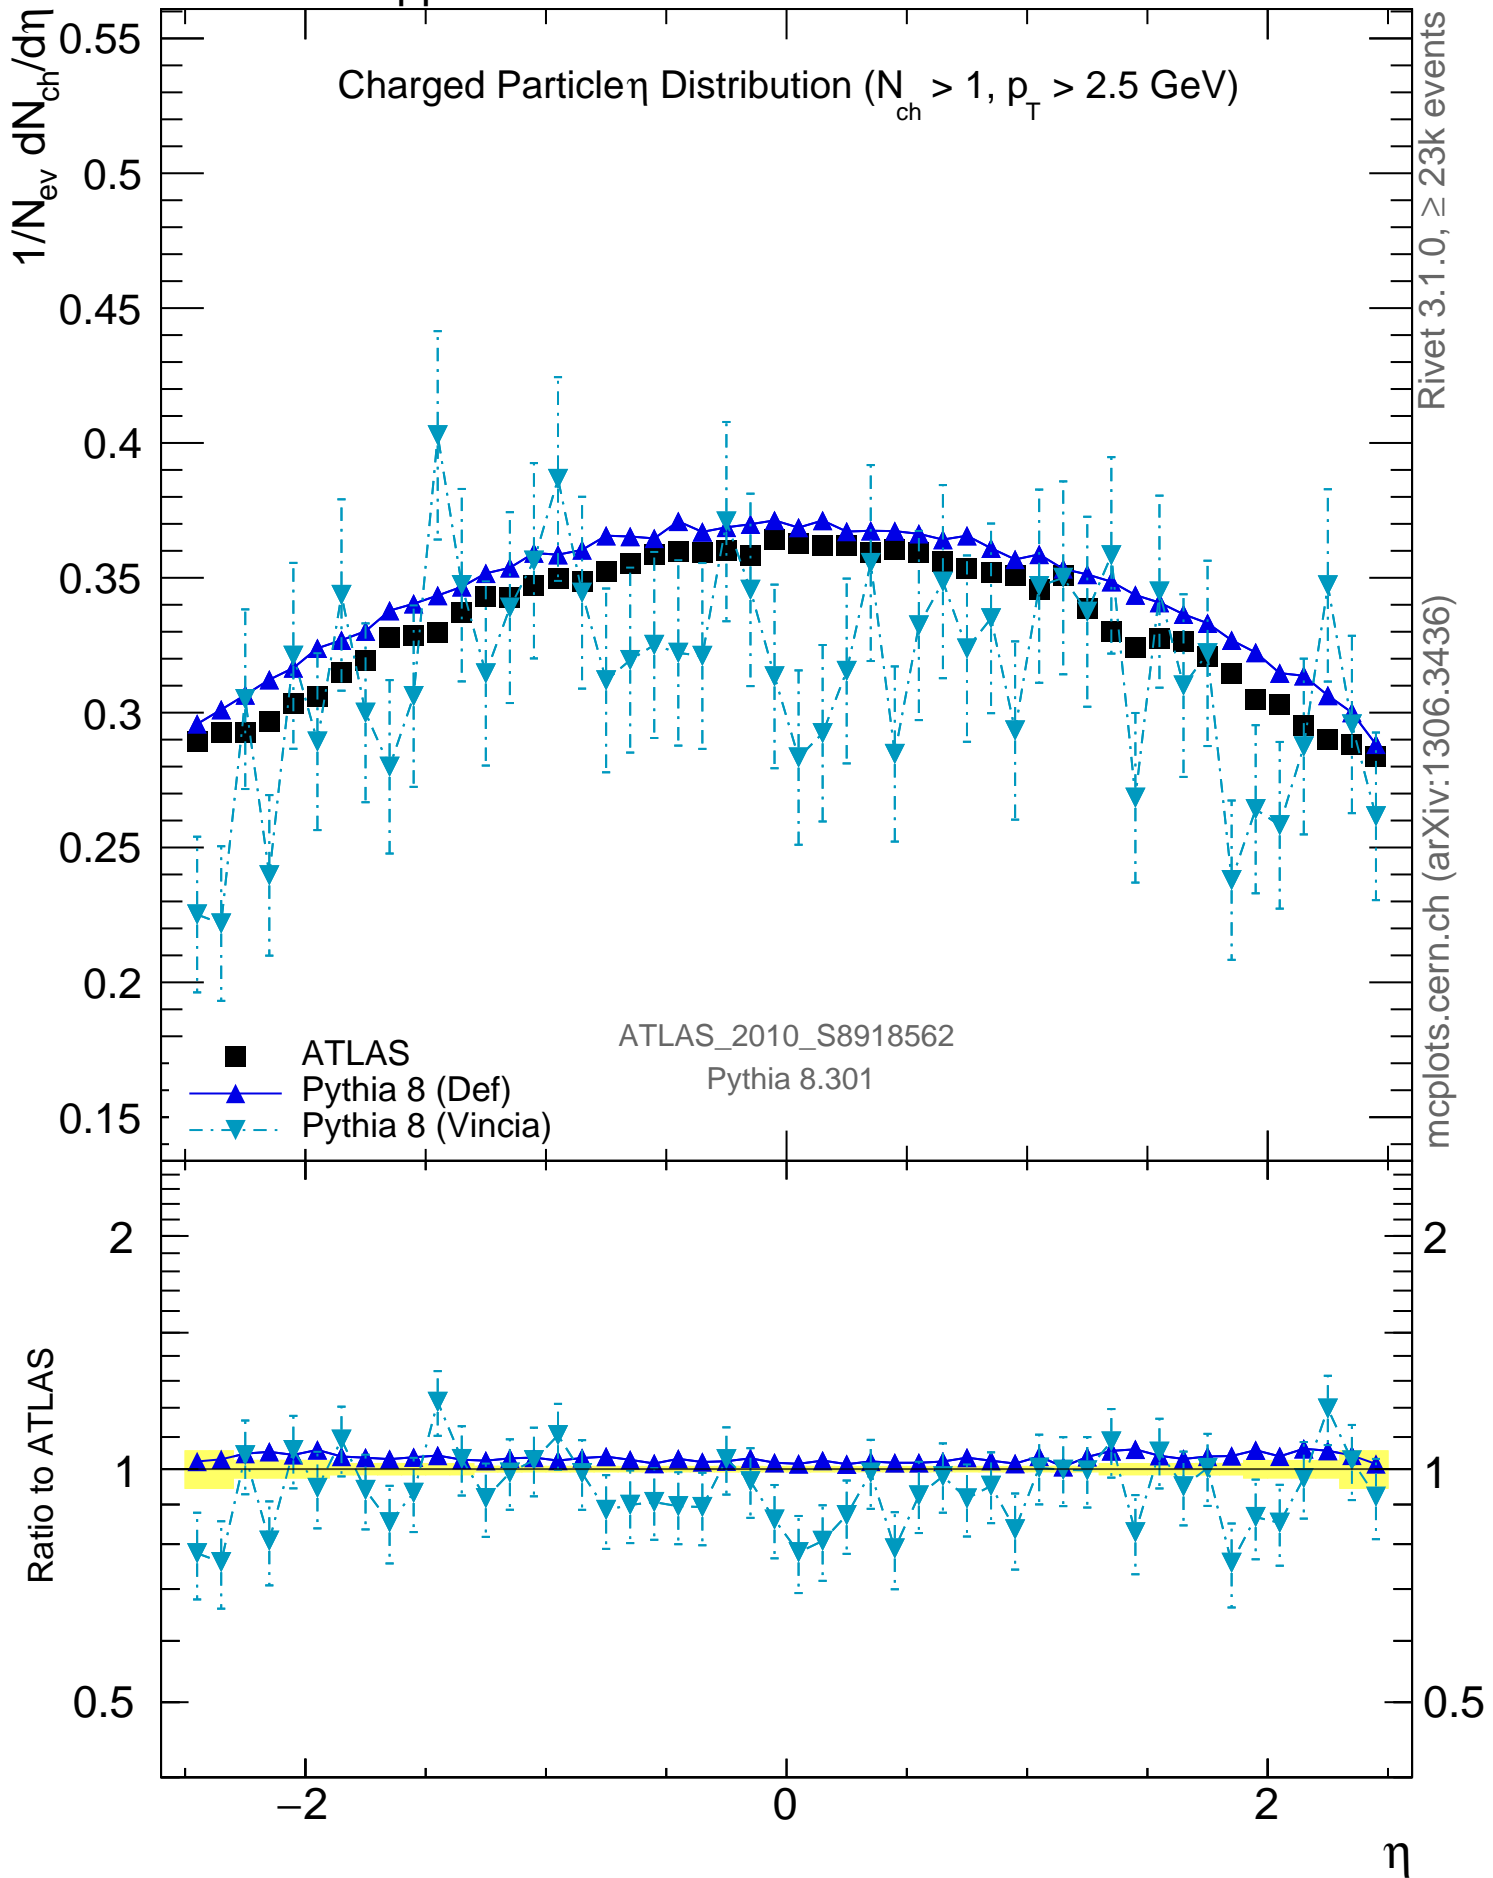 pp
1/N_ev dN_ch/dη
Charged Particleη Distribution (N_ch > 1, p_T > 2.5 GeV)
0.55
0.5
0.45
0.4
0.35
0.3
0.25
0.2
0.15
ATLAS
Pythia 8 (Def)
Pythia 8 (Vincia)
ATLAS_2010_S8918562
Pythia 8.301
Rivet 3.1.0, ≥ 23k events
mcplots.cern.ch (arXiv:1306.3436)
Ratio to ATLAS
2
1
0.5
2
1
0.5
−2
0
2
η